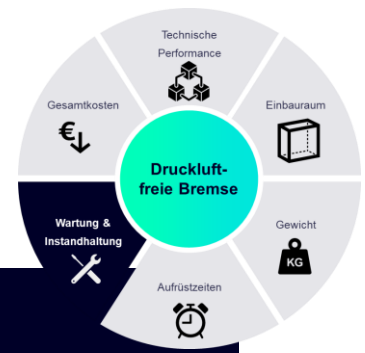 Technische
Performance
Gesamtkosten
€
Einbauraum
Druckluft-
freie Bremse
Wartung &
Instandhaltung
Gewicht
KG
Aufrüstzeiten